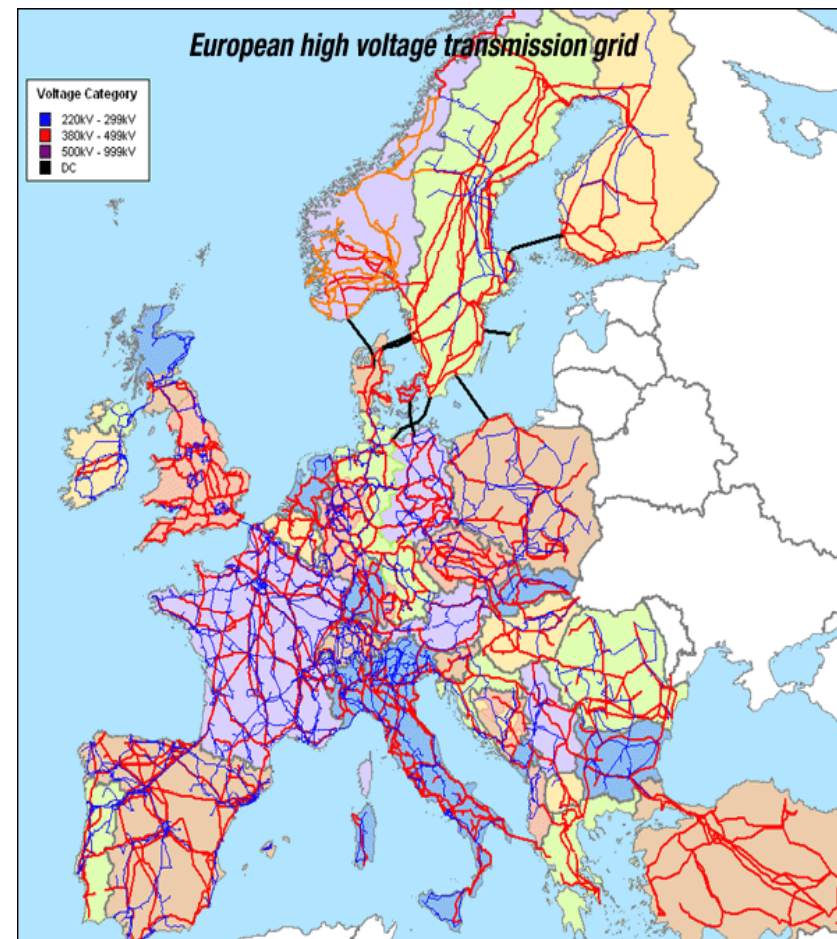 European high voltage transmission grid
Voltage Category
220kV - 299kV
380kV - 499kV
500kV - 999kV
DC